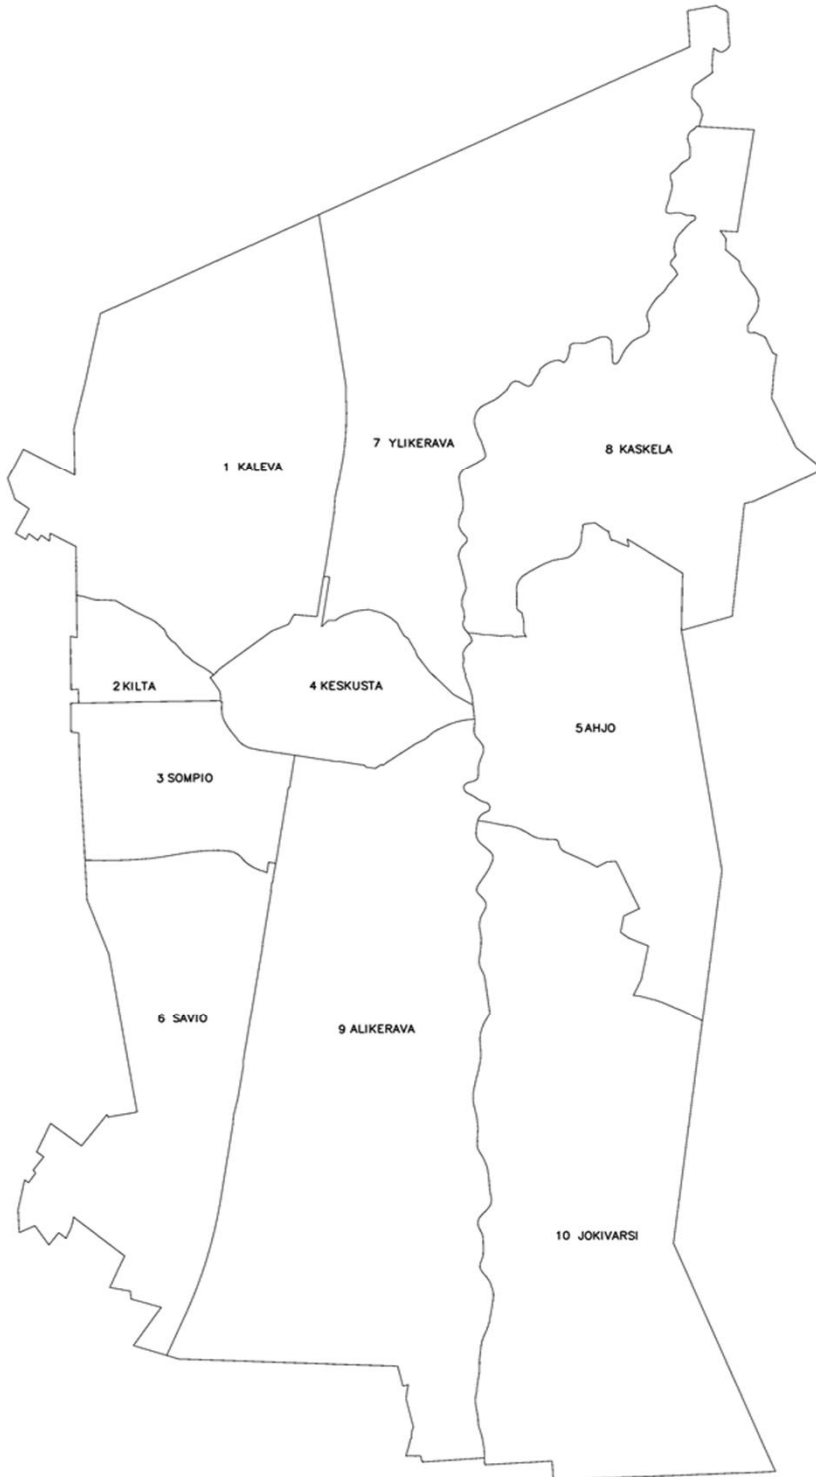 7 YLIKERAVA
8 KASKELA
1 KALEVA
2 KILTA
4 KESKUSTA
5 AHJO
3 SOMPIO
6 SAVIO
9 ALIKERAVA
10 JOKIVARSI